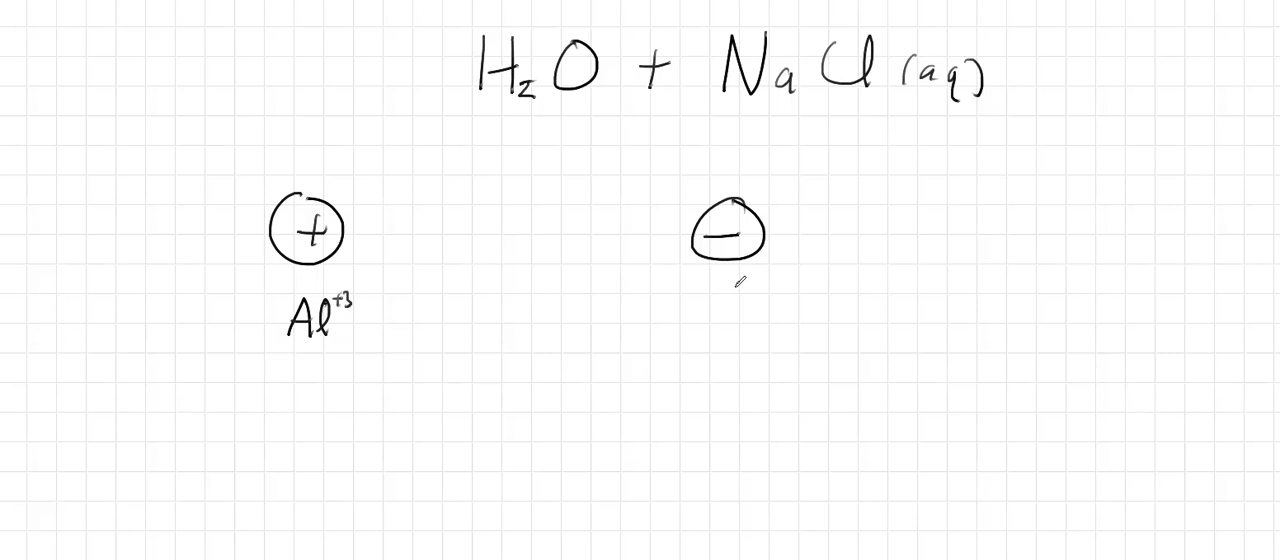 H₂O + NaCl (aq)
+ −
Al⁺³